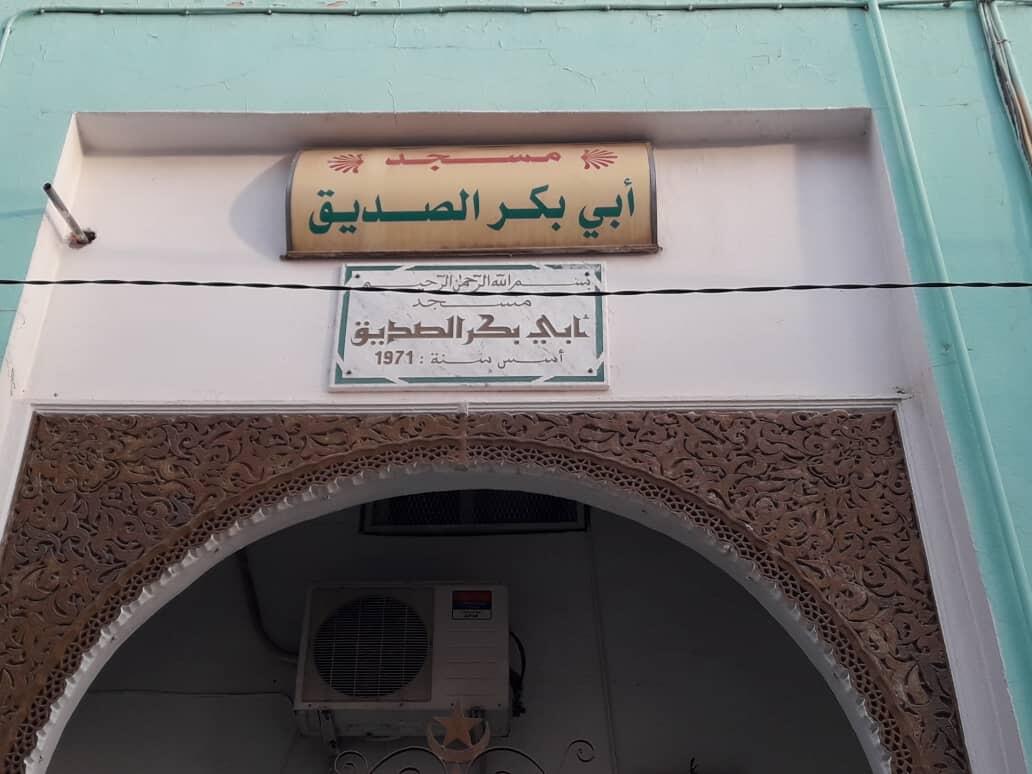 مسجد
أبي بكر الصديق
بسم الله الرحمن الرحيم
مسجد
أبي بكر الصديق
أسس سنة : 1971